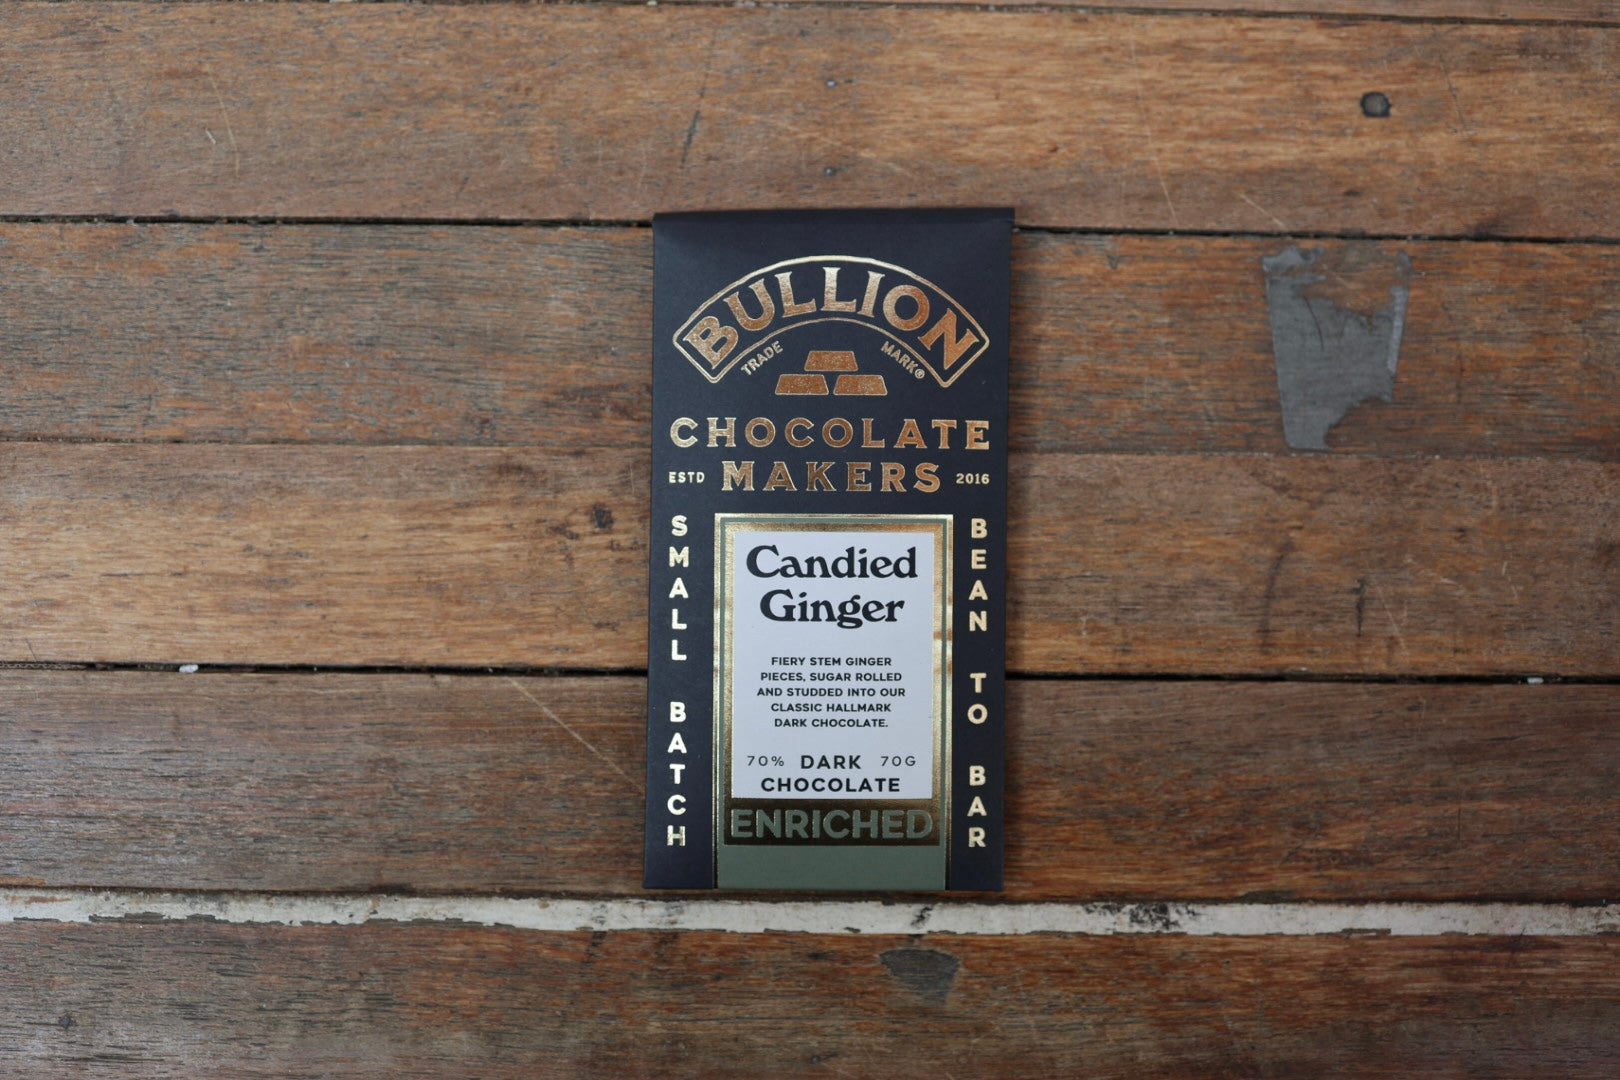 BULLION
TRADE MARK®
CHOCOLATE
ESTD MAKERS 2016
SMALL BATCH
BEAN TO BAR
Candied
Ginger
FIERY STEM GINGER
PIECES, SUGAR ROLLED
AND STUDDED INTO OUR
CLASSIC HALLMARK
DARK CHOCOLATE.
70% DARK 70G
CHOCOLATE
ENRICHED